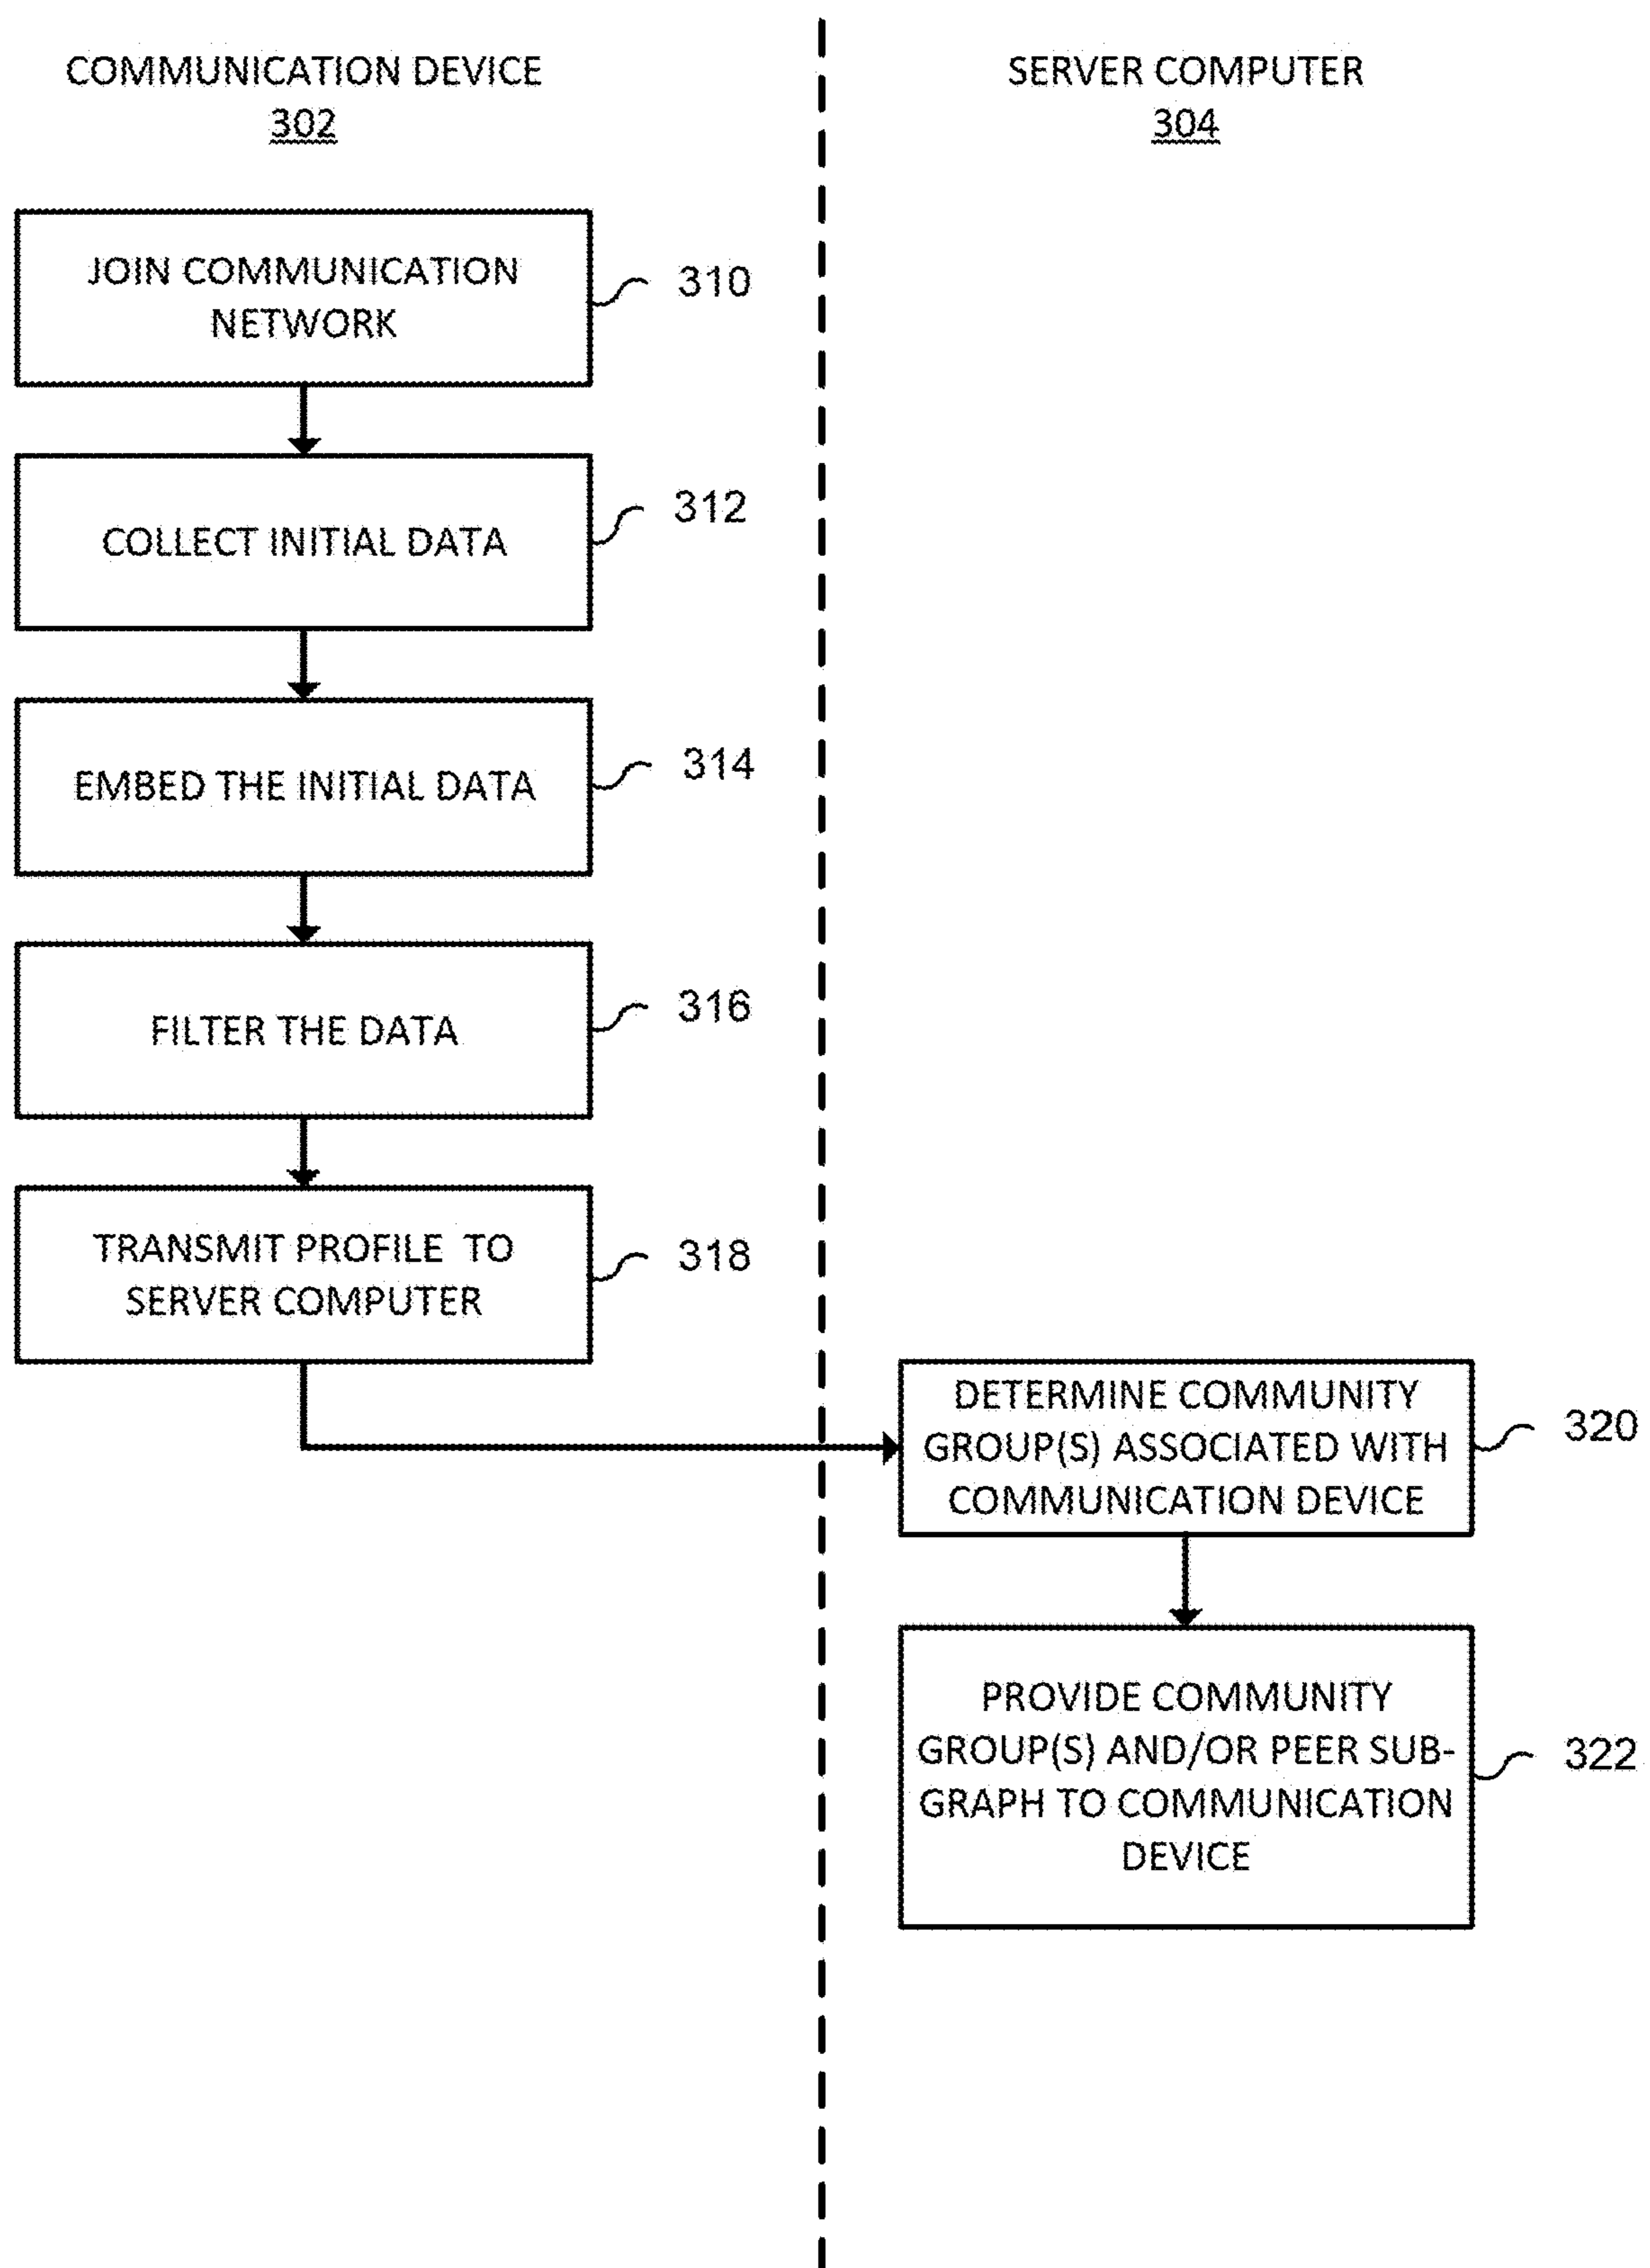 COMMUNICATION DEVICE
302
SERVER COMPUTER
304
JOIN COMMUNICATION
NETWORK
310
COLLECT INITIAL DATA
312
EMBED THE INITIAL DATA
314
FILTER THE DATA
316
TRANSMIT PROFILE TO
SERVER COMPUTER
318
DETERMINE COMMUNITY
GROUP(S) ASSOCIATED WITH
COMMUNICATION DEVICE
320
PROVIDE COMMUNITY
GROUP(S) AND/OR PEER SUB-
GRAPH TO COMMUNICATION
DEVICE
322